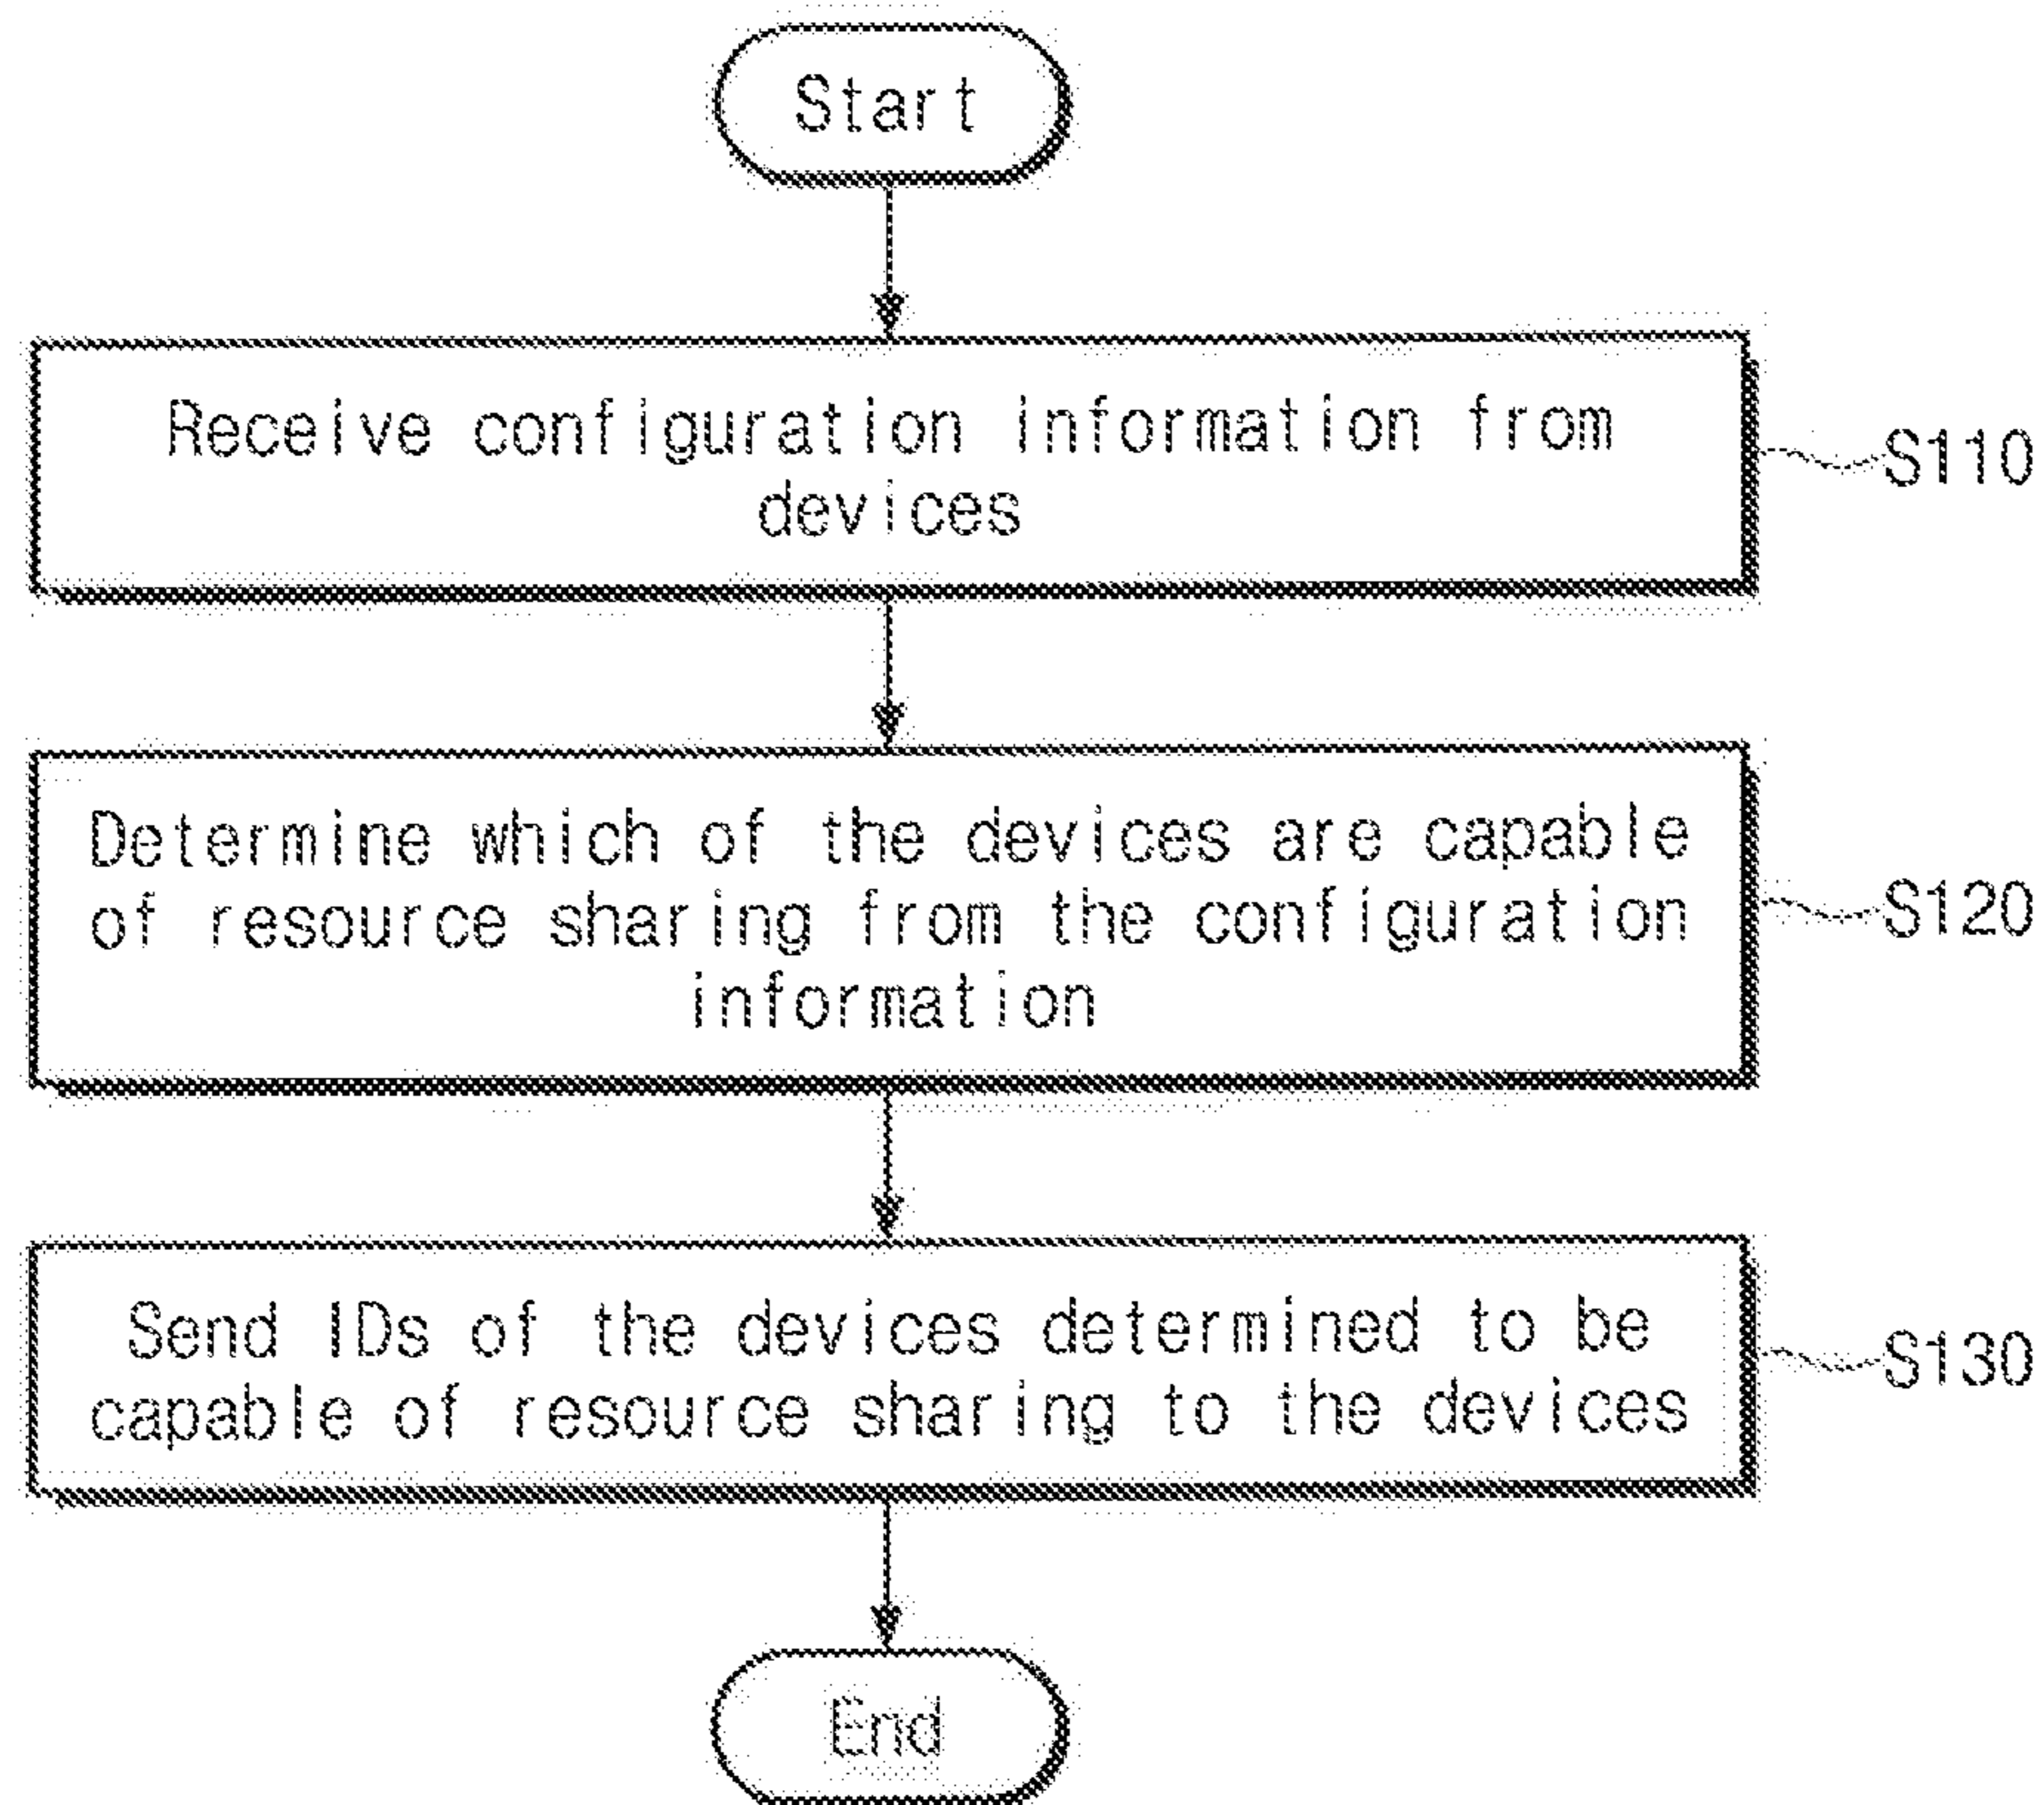 Start
Receive configuration information from
devices
S110
Determine which of the devices are capable
of resource sharing from the configuration
information
S120
Send IDs of the devices determined to be
capable of resource sharing to the devices
S130
End